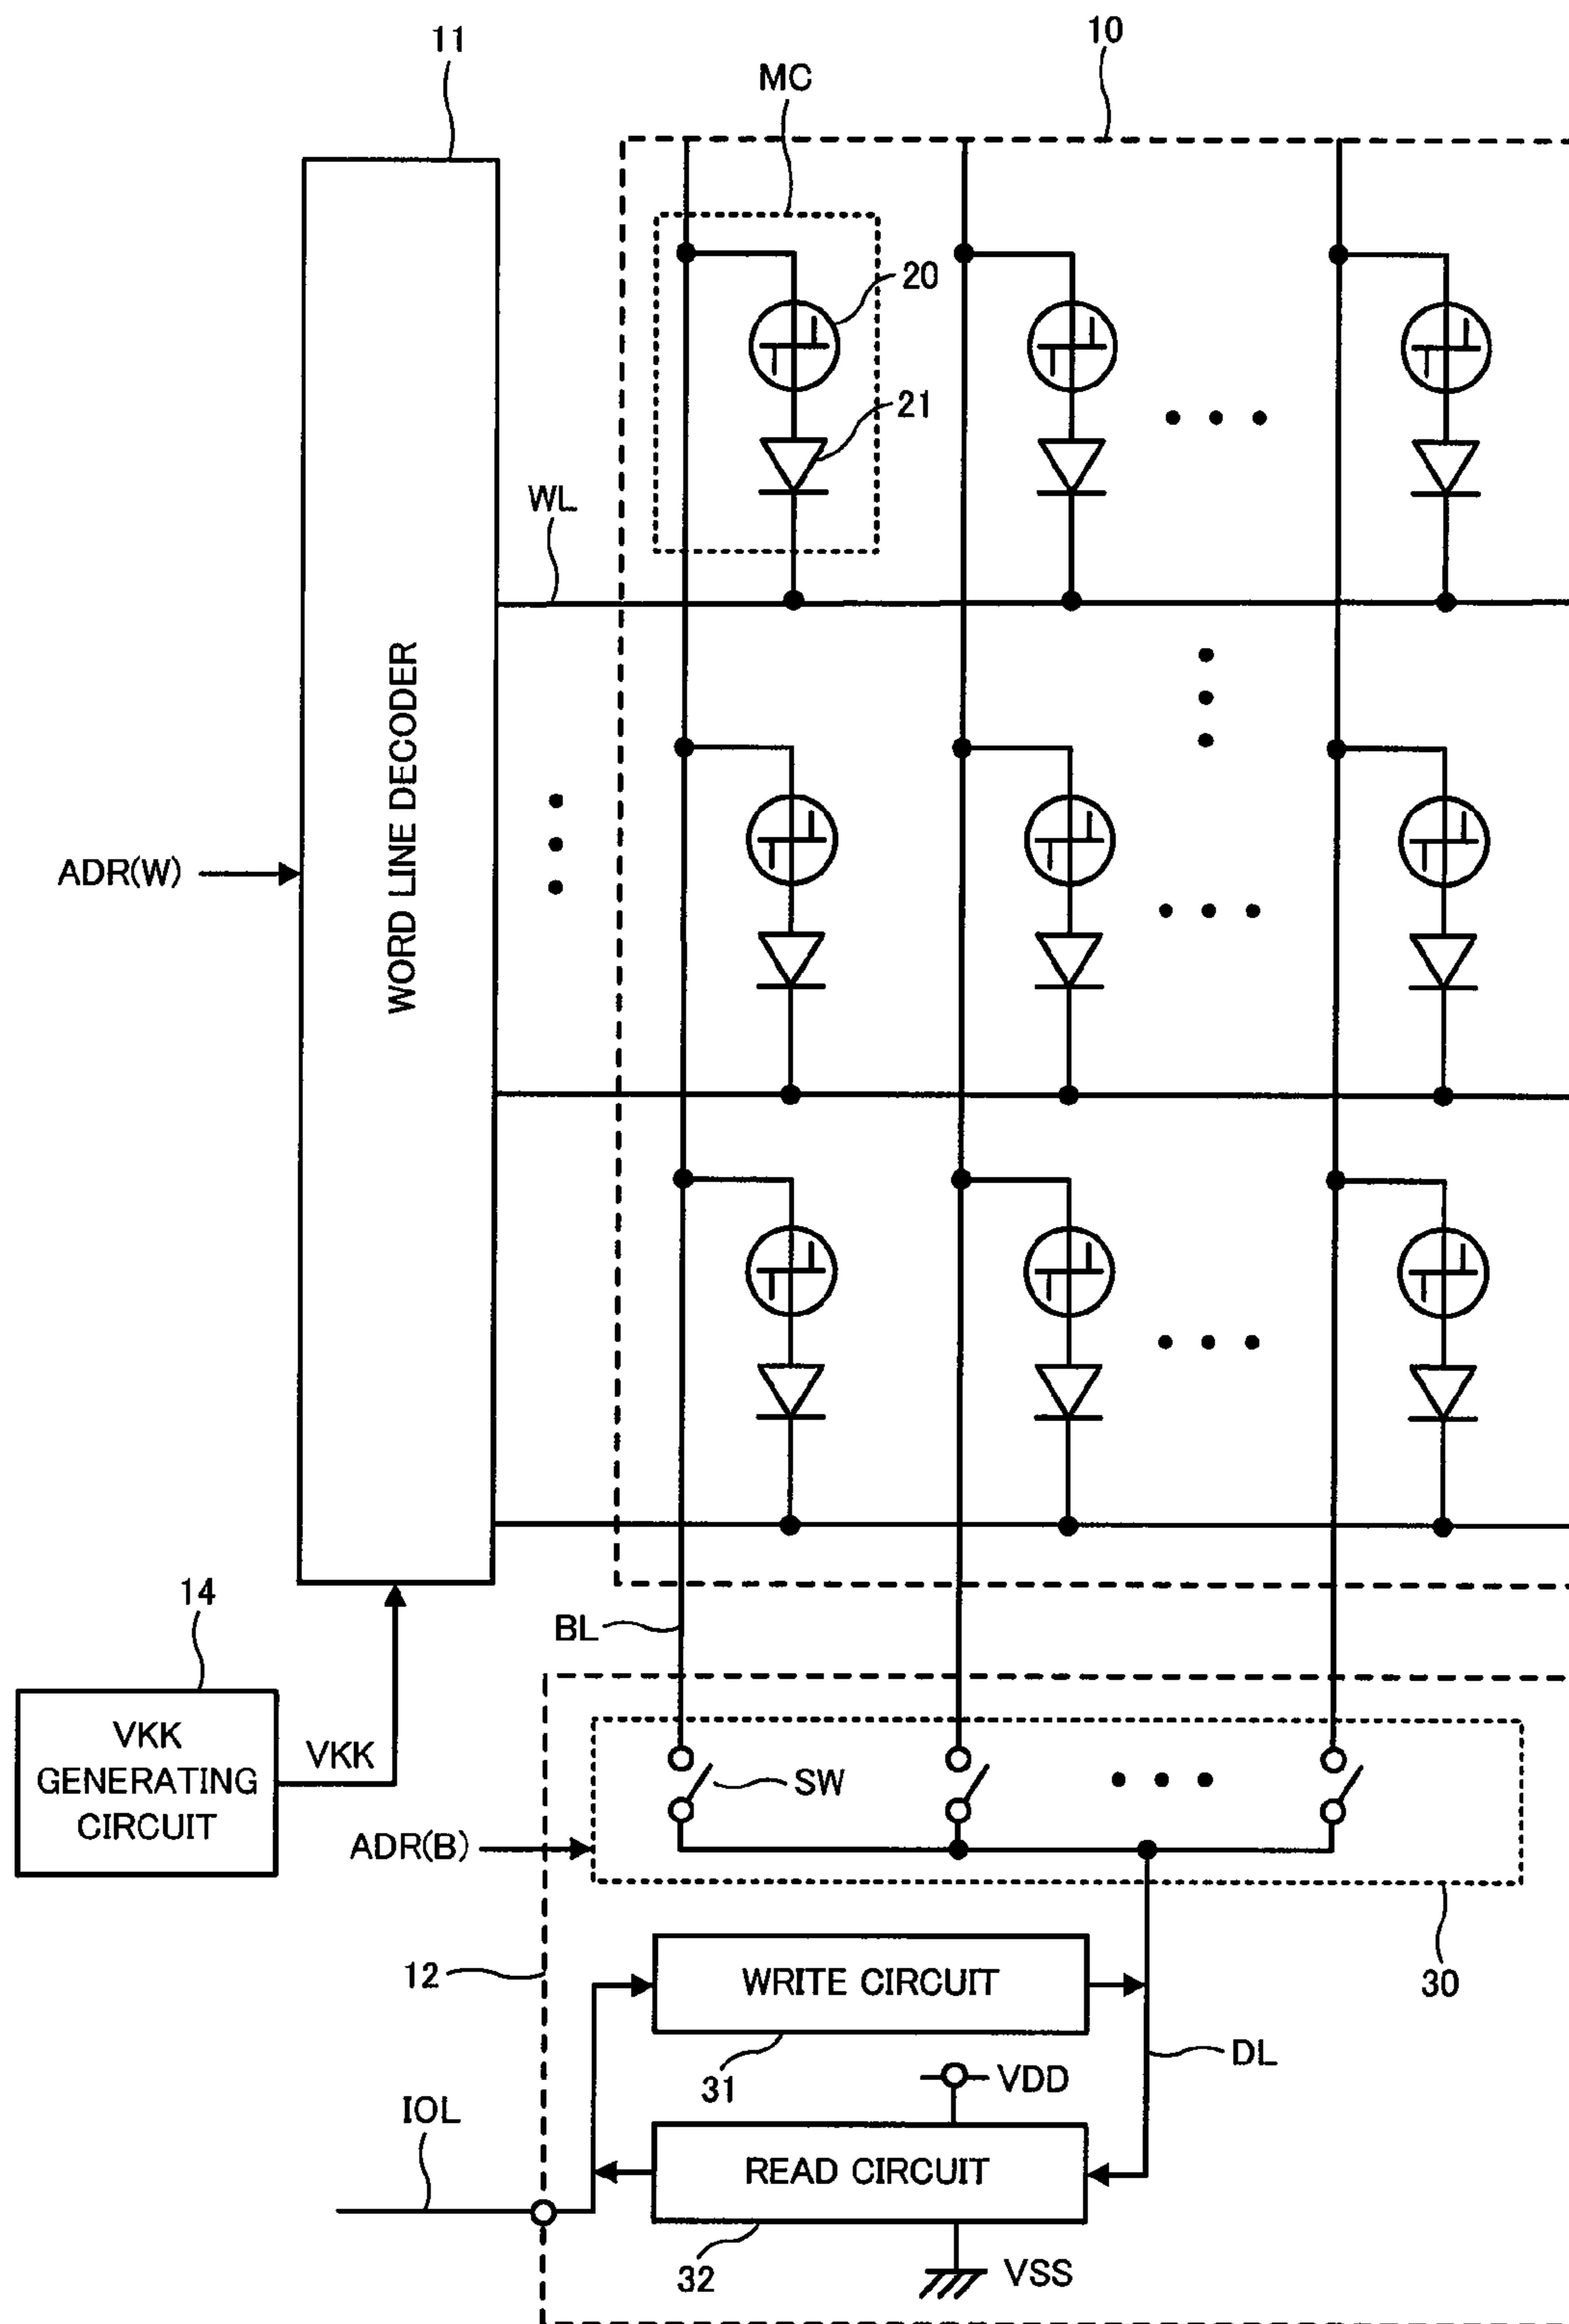 10
11
MC
20
21
WL
WORD LINE DECODER
ADR(W)
14
BL
VKK
GENERATING
CIRCUIT
VKK
SW
ADR(B)
12
WRITE CIRCUIT
30
31
DL
VDD
IOL
READ CIRCUIT
32
VSS